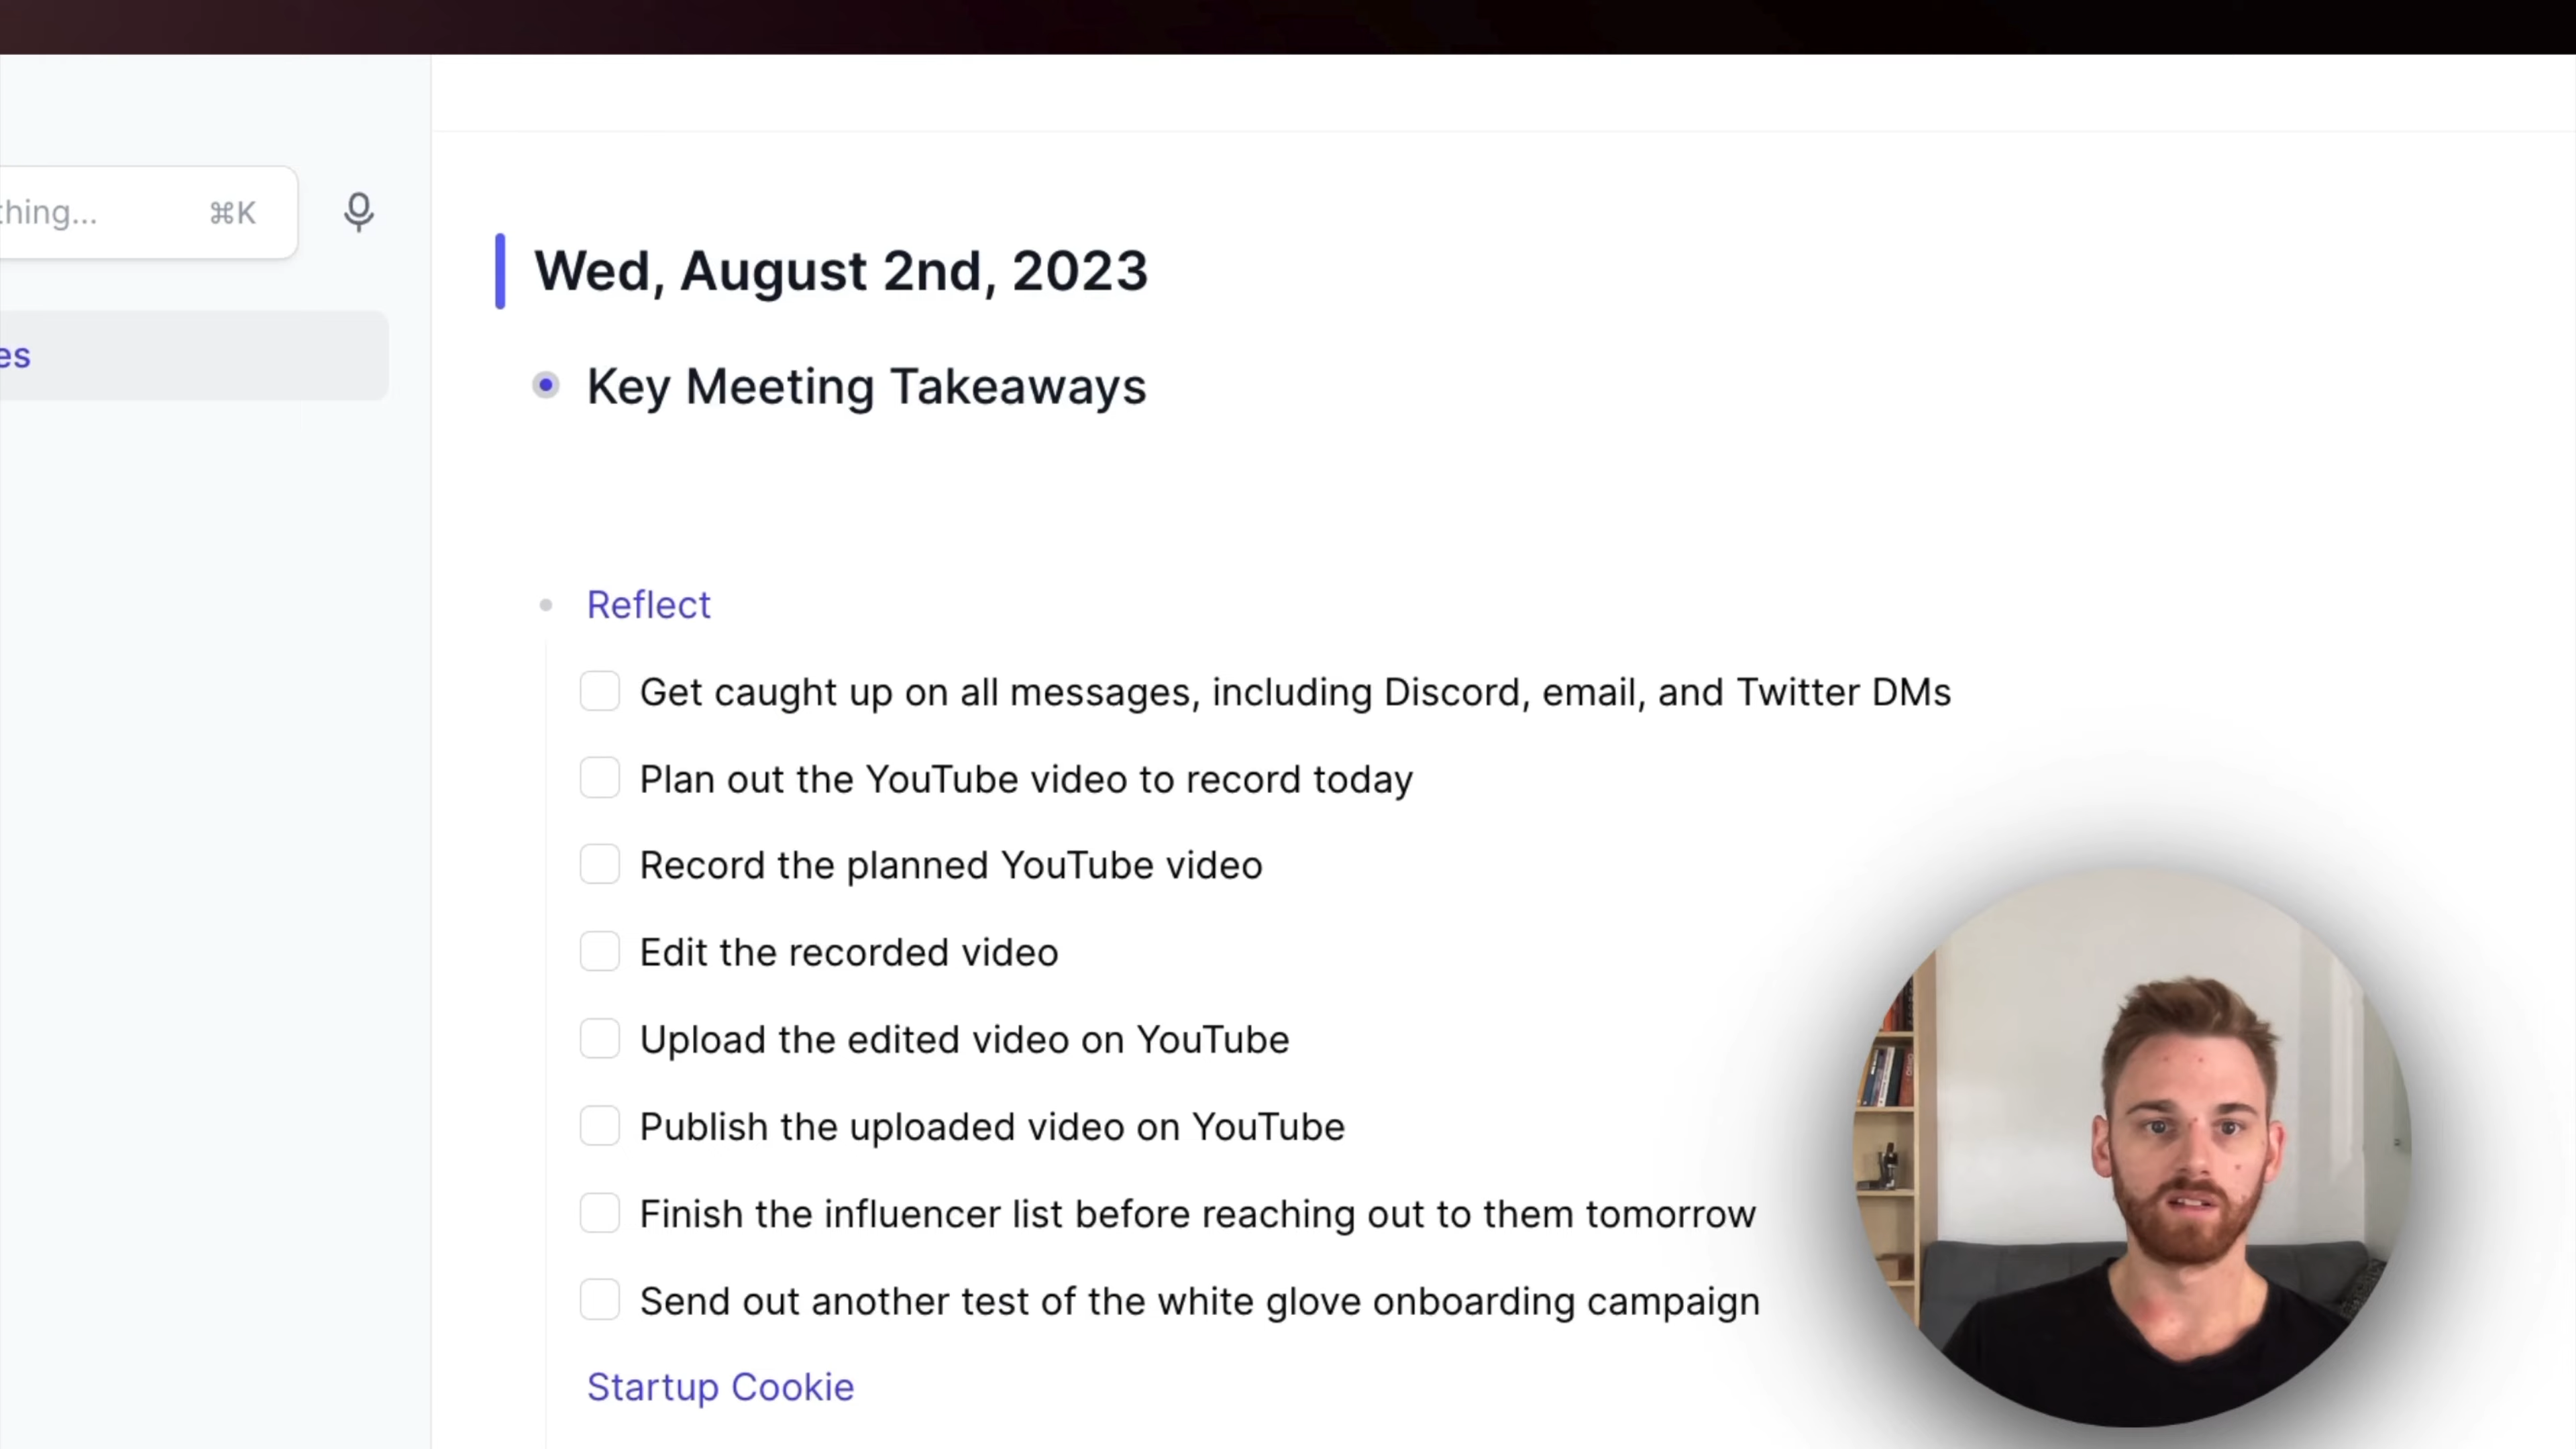 thing... ⌘K
es
Wed, August 2nd, 2023
Key Meeting Takeaways
Reflect
Get caught up on all messages, including Discord, email, and Twitter DMs
Plan out the YouTube video to record today
Record the planned YouTube video
Edit the recorded video
Upload the edited video on YouTube
Publish the uploaded video on YouTube
Finish the influencer list before reaching out to them tomorrow
Send out another test of the white glove onboarding campaign
Startup Cookie